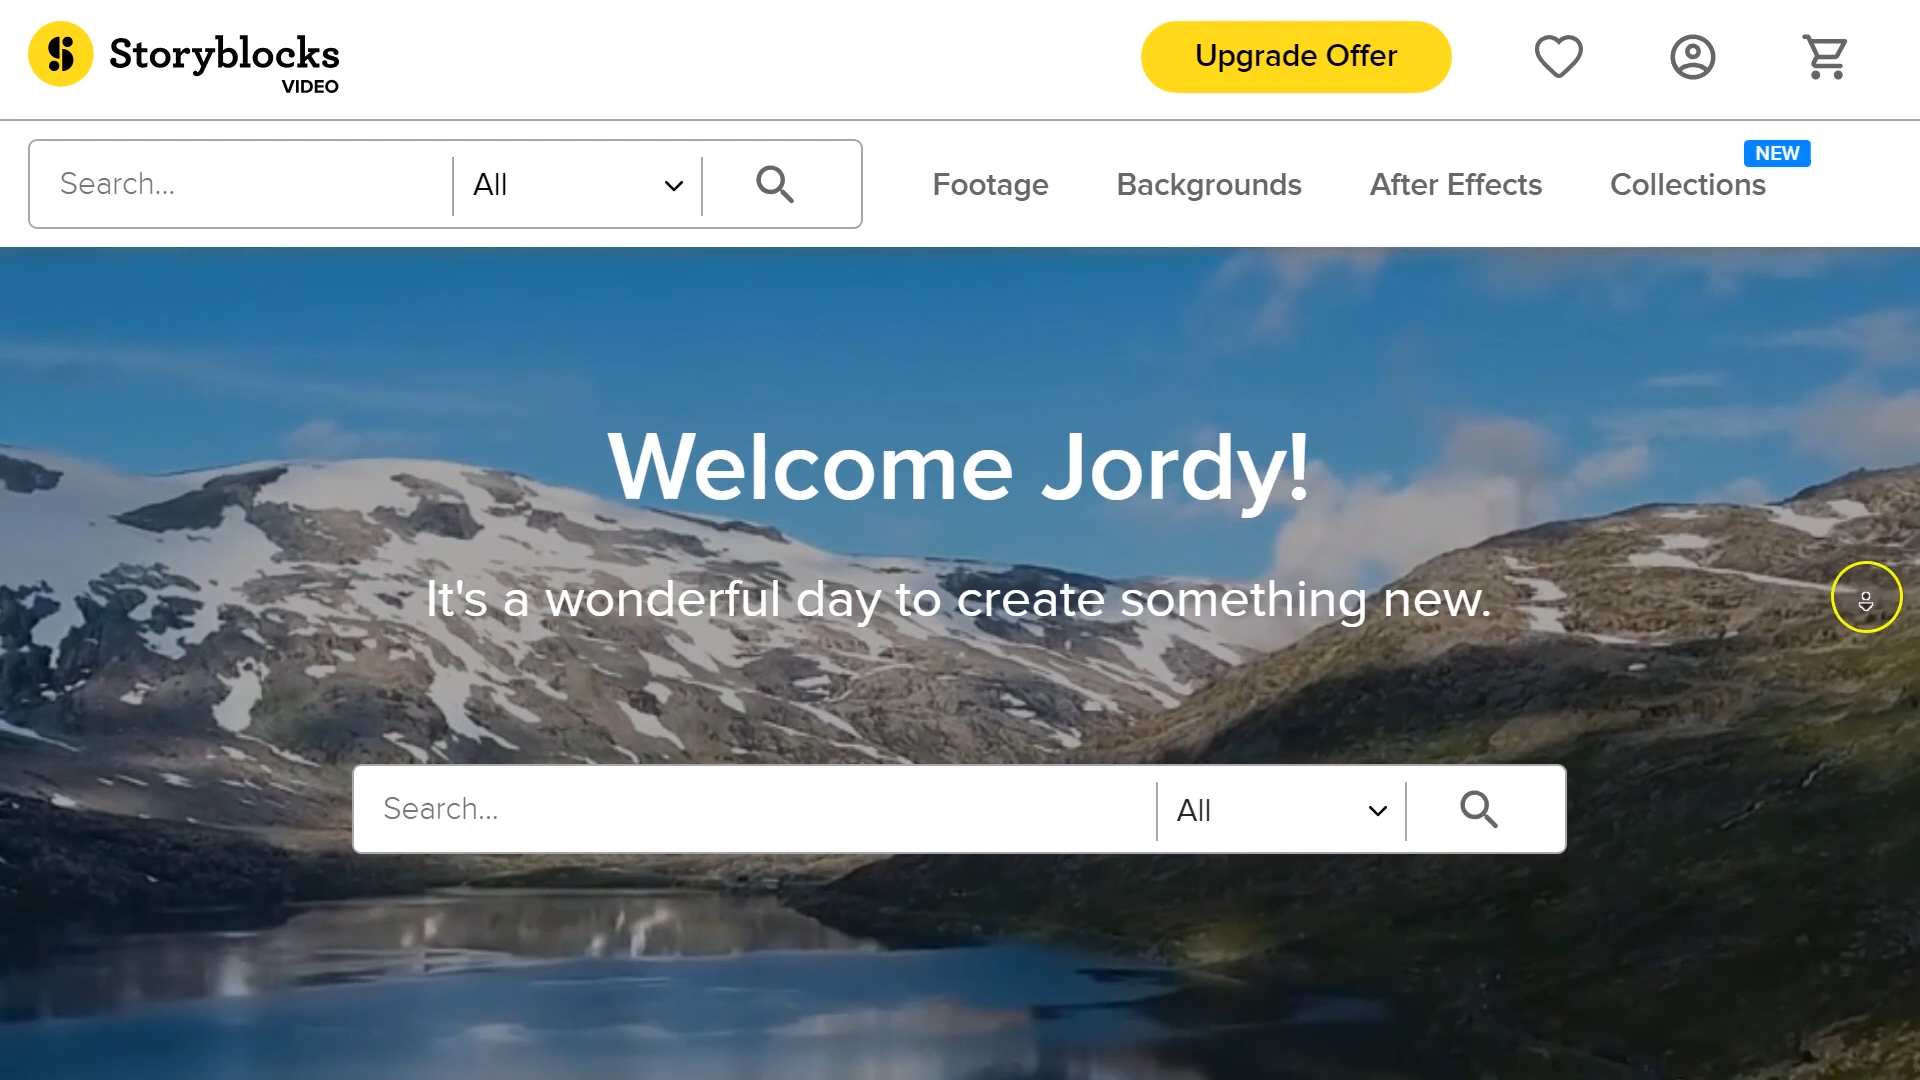 Storyblocks
VIDEO
Upgrade Offer
Search...
All
Footage
Backgrounds
After Effects
Collections
NEW
Welcome Jordy!
It's a wonderful day to create something new.
Search...
All